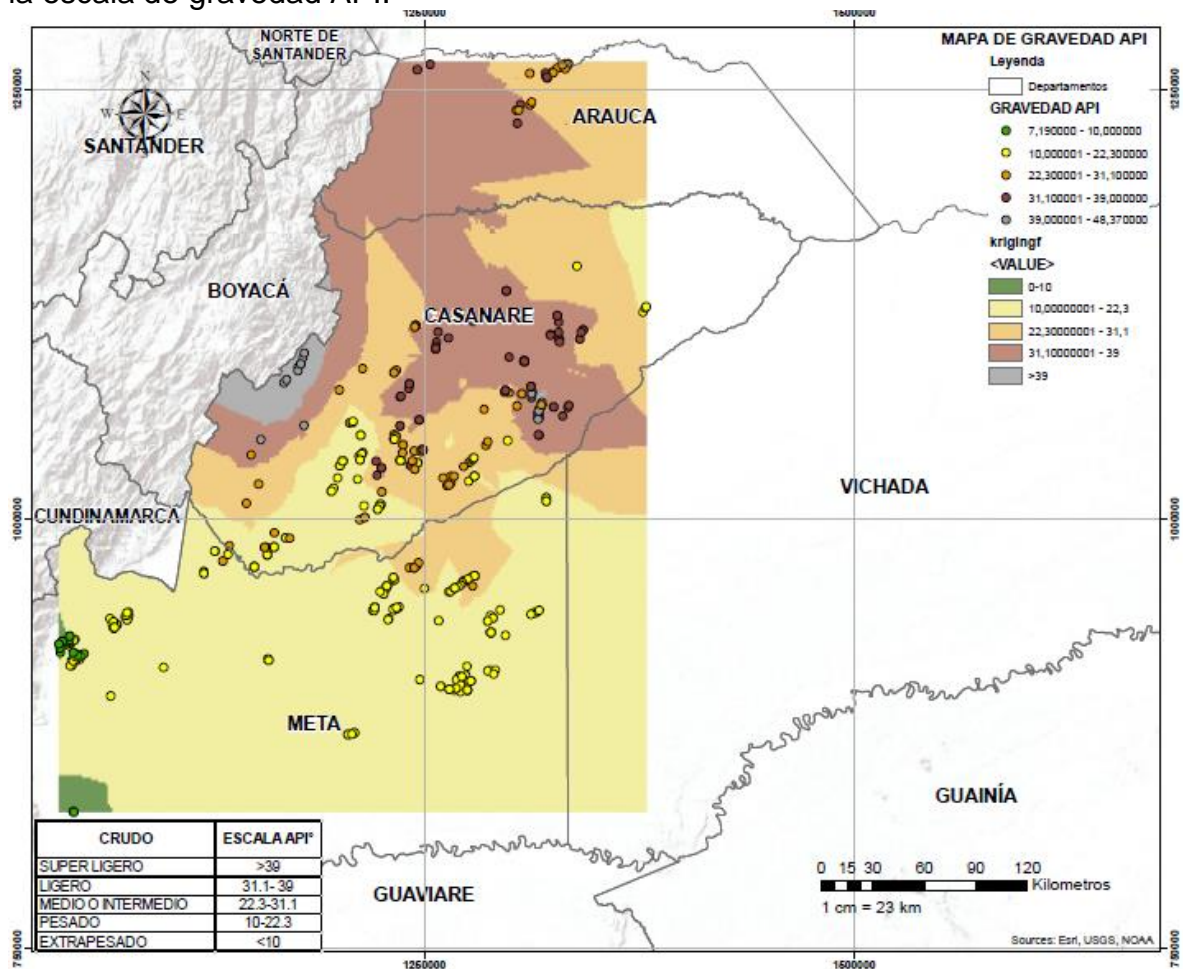 la escala de gravedad API.
1250000
1500000
MAPA DE GRAVEDAD API
Leyenda
Departamentos
GRAVEDAD API
7,190000 - 10,000000
10,000001 - 22,300000
22,300001 - 31,100000
31,100001 - 39,000000
39,000001 - 48,370000
krigingf
<VALUE>
0-10
10,00000001 - 22,3
22,30000001 - 31,1
31,10000001 - 39
>39
NORTE DE
SANTANDER
N
W
E
S
1250000
1250000
SANTANDER
ARAUCA
BOYACÁ
CASANARE
VICHADA
CUNDINAMARCA
1000000
1000000
META
GUAINÍA
GUAVIARE
CRUDO ESCALA API°
SUPER LIGERO >39
LIGERO 31.1- 39
MEDIO O INTERMEDIO 22.3-31.1
PESADO 10-22.3
EXTRAPESADO <10
0 15 30 60 90 120
Kilometros
1 cm = 23 km
Sources: Esri, USGS, NOAA
750000
750000
1250000
1500000